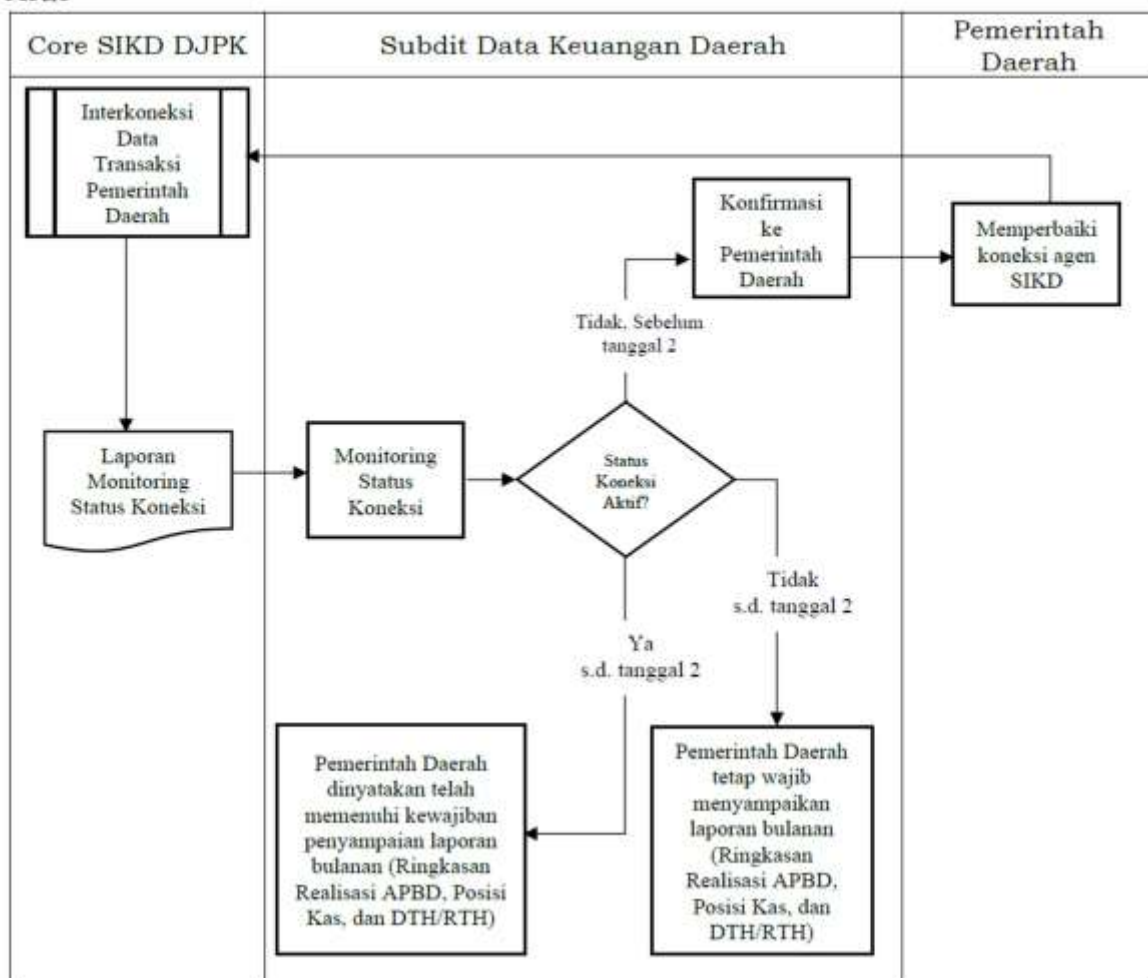 Core SIKD DJPK
Subdit Data Keuangan Daerah
Pemerintah
Daerah
Interkoneksi
Data
Transaksi
Pemerintah
Daerah
Konfirmasi
ke
Pemerintah
Daerah
Memperbaiki
koneksi agen
SIKD
Tidak, Sebelum
tanggal 2
Laporan
Monitoring
Status Koneksi
Monitoring
Status
Koneksi
Status
Koneksi
Aktif?
Tidak
s.d. tanggal 2
Ya
s.d. tanggal 2
Pemerintah Daerah
dinyatakan telah
memenuhi kewajiban
penyampaian laporan
bulanan (Ringkasan
Realisasi APBD, Posisi
Kas, dan DTH/RTH)
Pemerintah Daerah
tetap wajib
menyampaikan
laporan bulanan
(Ringkasan
Realisasi APBD,
Posisi Kas, dan
DTH/RTH)